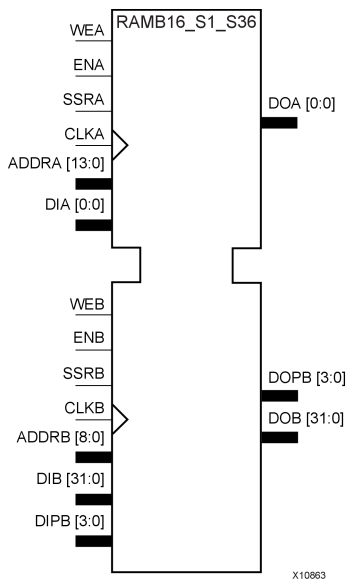 RAMB16_S1_S36
WEA
ENA
SSRA
CLKA
ADDRA [13:0]
DIA [0:0]
DOA [0:0]
WEB
ENB
SSRB
CLKB
ADDRB [8:0]
DIB [31:0]
DIPB [3:0]
DOPB [3:0]
DOB [31:0]
X10863